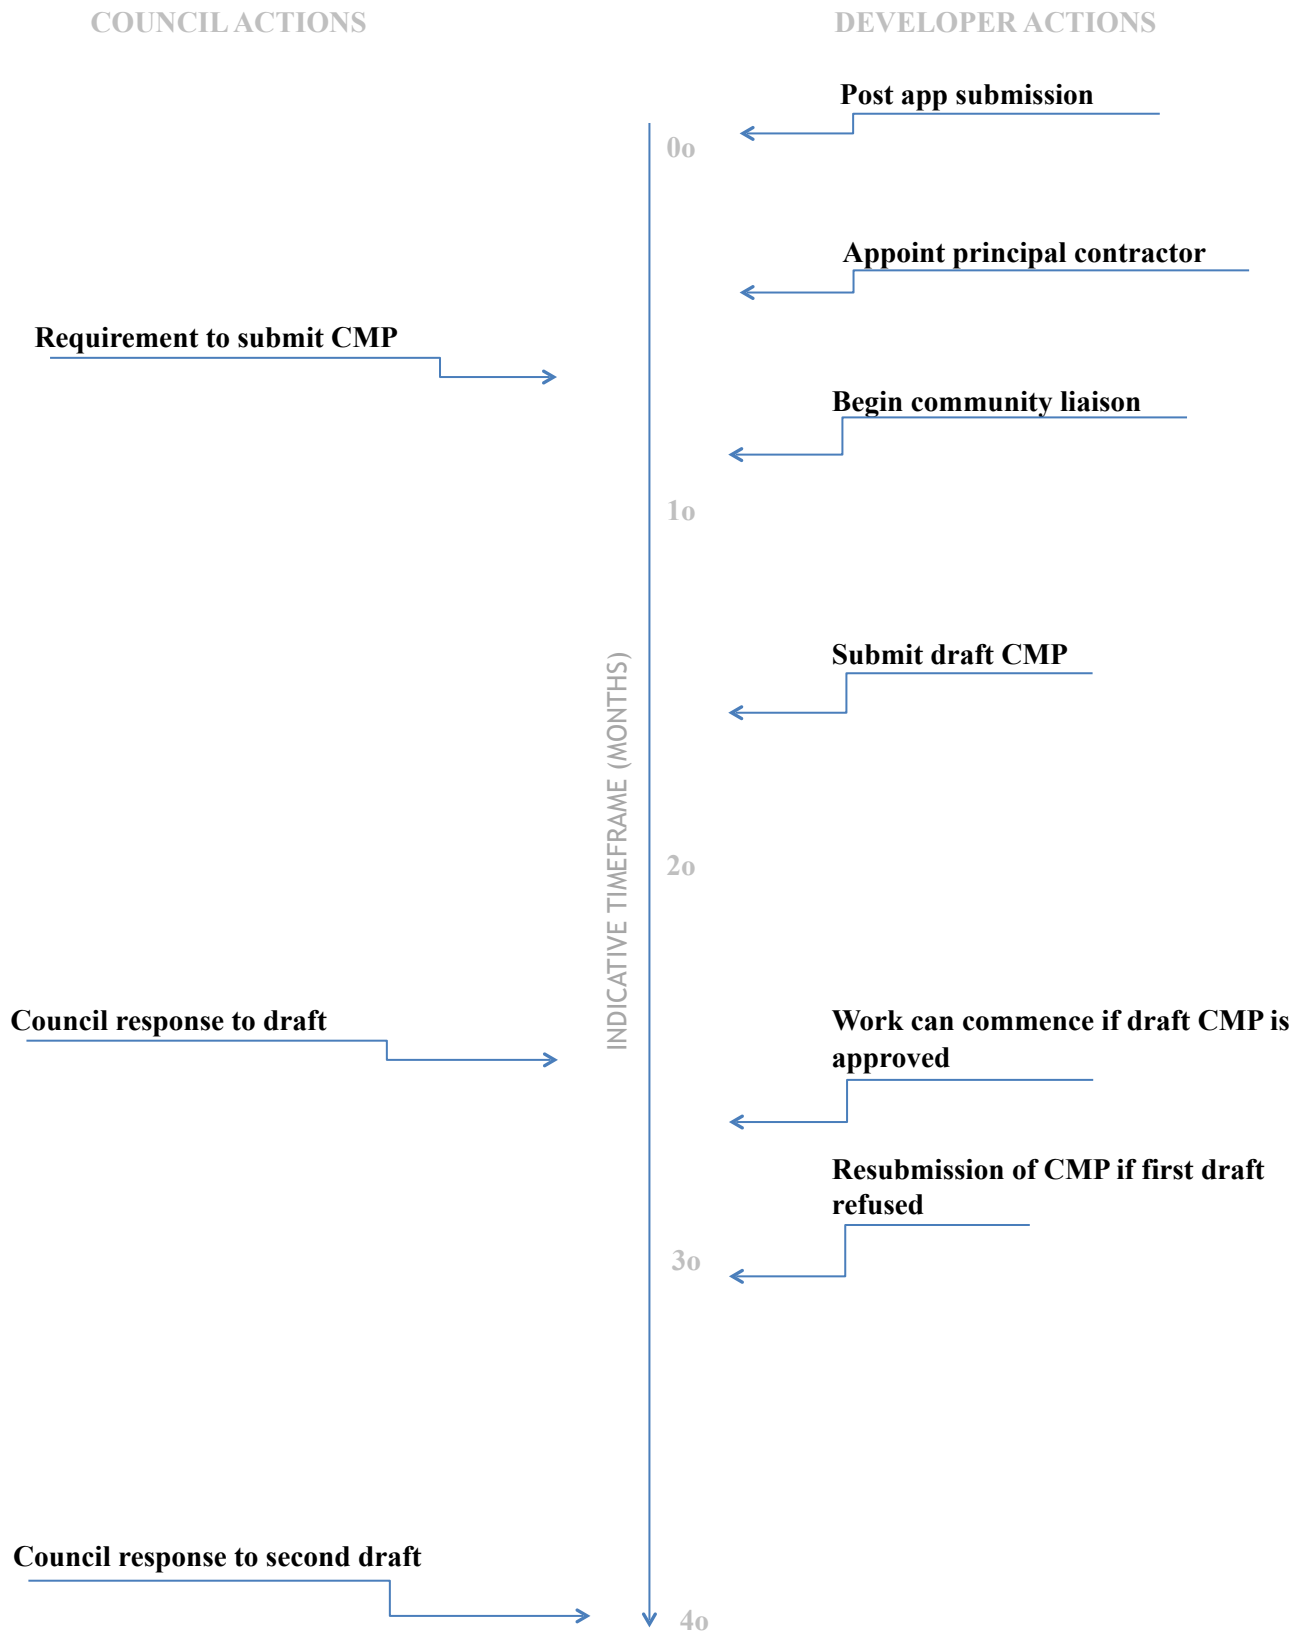 COUNCIL ACTIONS
DEVELOPER ACTIONS
Post app submission
0o
Appoint principal contractor
Requirement to submit CMP
Begin community liaison
1o
Submit draft CMP
INDICATIVE TIMEFRAME (MONTHS)
2o
Council response to draft
Work can commence if draft CMP is
approved
Resubmission of CMP if first draft
refused
3o
Council response to second draft
4o